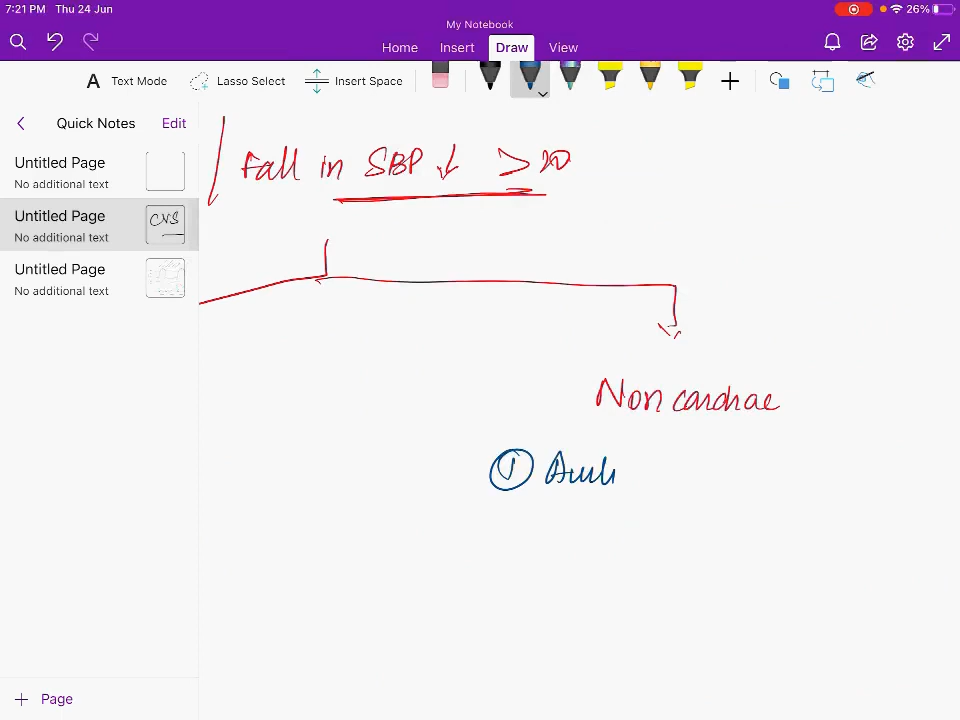 7:21 PM Thu 24 Jun
26%
My Notebook
Home Insert Draw View
A Text Mode Lasso Select Insert Space
Quick Notes Edit
Untitled Page
No additional text
Untitled Page
No additional text
CNS
Untitled Page
No additional text
Fall in SBP ↓ ≥ 20
Non cardiac
①
+ Page